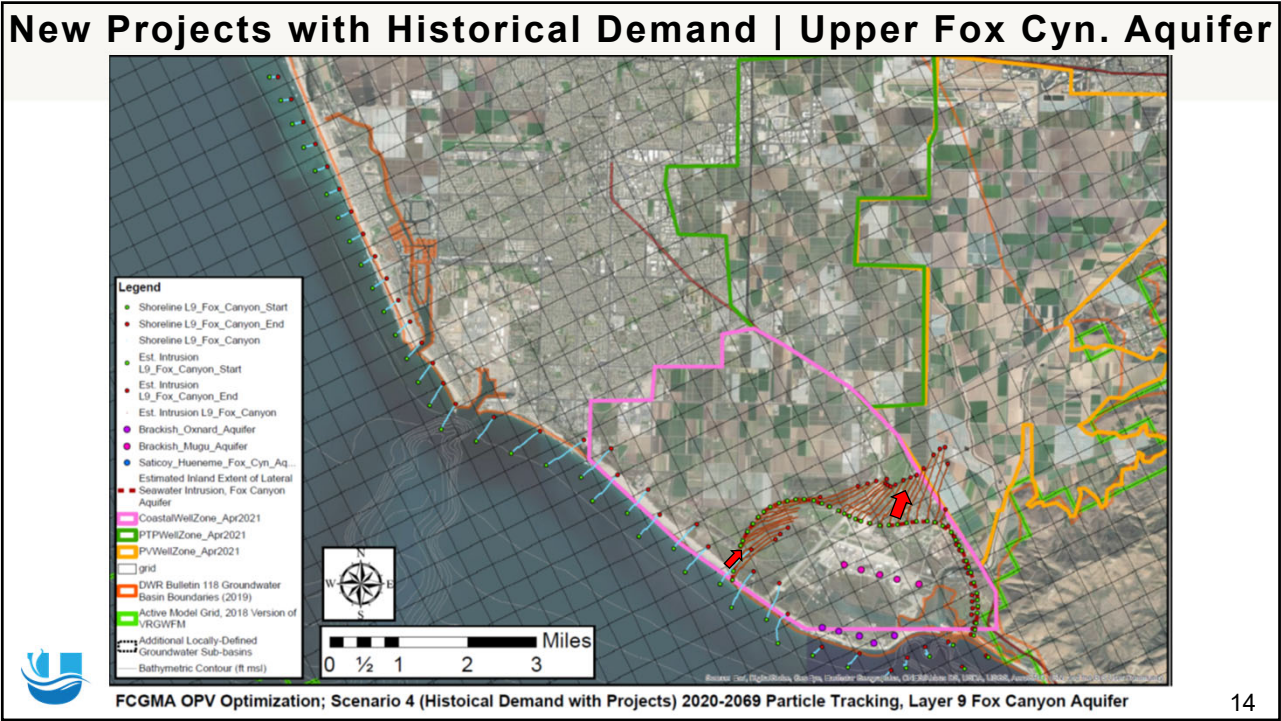 New Projects with Historical Demand | Upper Fox Cyn. Aquifer
Legend
Shoreline L9_Fox_Canyon_Start
Shoreline L9_Fox_Canyon_End
Shoreline L9_Fox_Canyon
Est. Intrusion
L9_Fox_Canyon_Start
Est. Intrusion
L9_Fox_Canyon_End
Est. Intrusion L9_Fox_Canyon
Brackish_Oxnard_Aquifer
Brackish_Mugu_Aquifer
Saticoy_Hueneme_Fox_Cyn_Aq...
Estimated Inland Extent of Lateral
Seawater Intrusion, Fox Canyon
Aquifer
CoastalWellZone_Apr2021
PTPWellZone_Apr2021
PVWellZone_Apr2021
grid
DWR Bulletin 118 Groundwater
Basin Boundaries (2019)
Active Model Grid, 2018 Version of
VRGWFM
Additional Locally-Defined
Groundwater Sub-basins
Bathymetric Contour (ft msl)
N
W E
S
Miles
0 ½ 1 2 3
FCGMA OPV Optimization; Scenario 4 (Histoical Demand with Projects) 2020-2069 Particle Tracking, Layer 9 Fox Canyon Aquifer
14